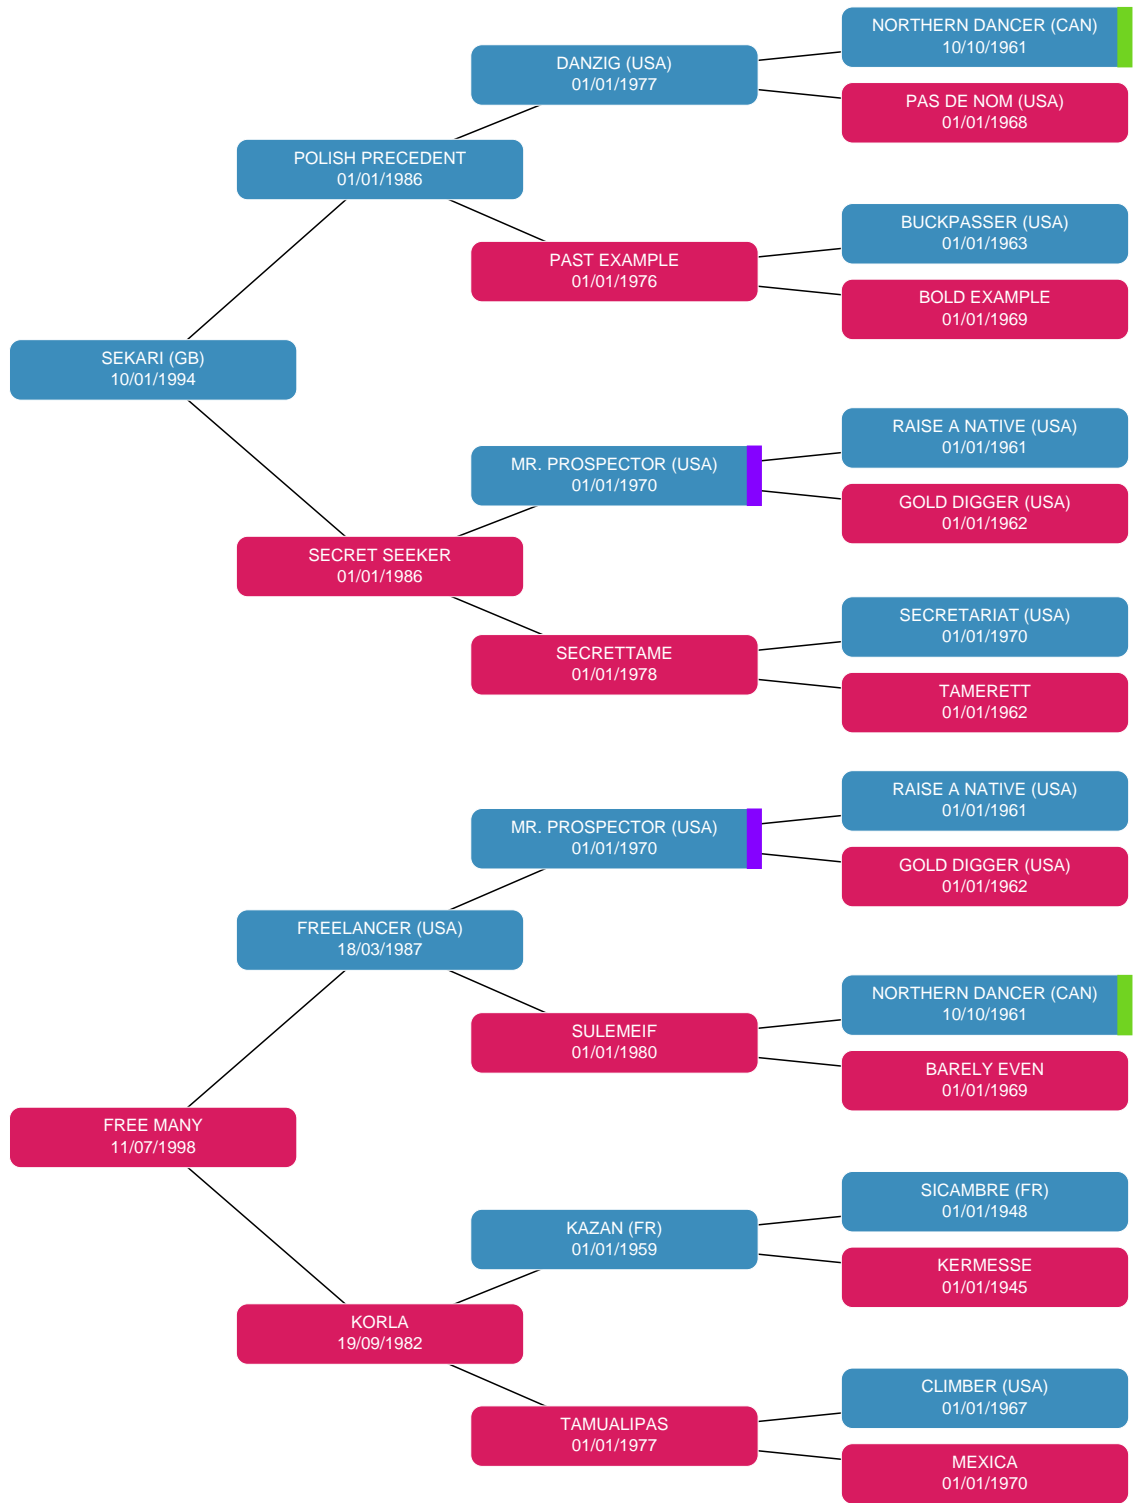 NORTHERN DANCER (CAN)
10/10/1961
DANZIG (USA)
01/01/1977
PAS DE NOM (USA)
01/01/1968
POLISH PRECEDENT
01/01/1986
BUCKPASSER (USA)
01/01/1963
PAST EXAMPLE
01/01/1976
BOLD EXAMPLE
01/01/1969
SEKARI (GB)
10/01/1994
RAISE A NATIVE (USA)
01/01/1961
MR. PROSPECTOR (USA)
01/01/1970
GOLD DIGGER (USA)
01/01/1962
SECRET SEEKER
01/01/1986
SECRETARIAT (USA)
01/01/1970
SECRETTAME
01/01/1978
TAMERETT
01/01/1962
RAISE A NATIVE (USA)
01/01/1961
MR. PROSPECTOR (USA)
01/01/1970
GOLD DIGGER (USA)
01/01/1962
FREELANCER (USA)
18/03/1987
NORTHERN DANCER (CAN)
10/10/1961
SULEMEIF
01/01/1980
BARELY EVEN
01/01/1969
FREE MANY
11/07/1998
SICAMBRE (FR)
01/01/1948
KAZAN (FR)
01/01/1959
KERMESSE
01/01/1945
KORLA
19/09/1982
CLIMBER (USA)
01/01/1967
TAMUALIPAS
01/01/1977
MEXICA
01/01/1970